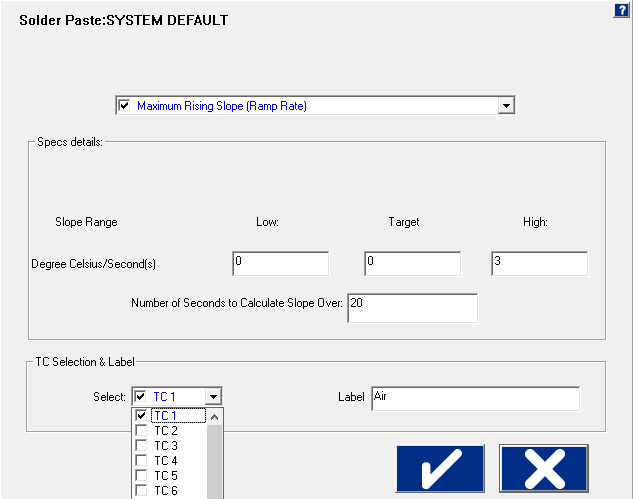 Solder Paste:SYSTEM DEFAULT
?
Maximum Rising Slope (Ramp Rate)
Specs details:
Slope Range Low: Target High:
Degree Celsius/Second(s) 0 0 3
Number of Seconds to Calculate Slope Over: 20
TC Selection & Label
Select: TC 1 Label Air
TC 1
TC 2
TC 3
TC 4
TC 5
TC 6